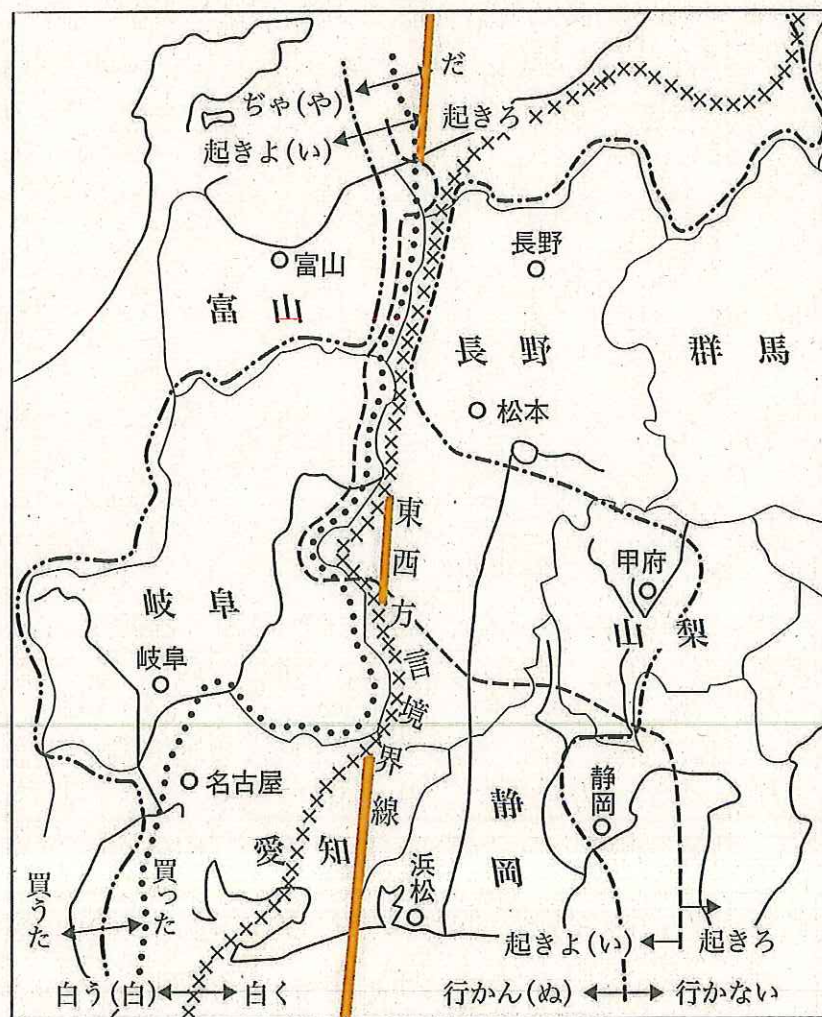 だ
ぢゃ(や)
起きろ
起きよ(い)
長野
富山
富山
長野 群馬
松本
東西方言境界線
甲府
岐阜
山梨
岐阜
名古屋
静岡
静岡
愛知
浜松
買うた
買った
起きよ(い)
起きろ
白う(白)
白く
行かん(ぬ)
行かない